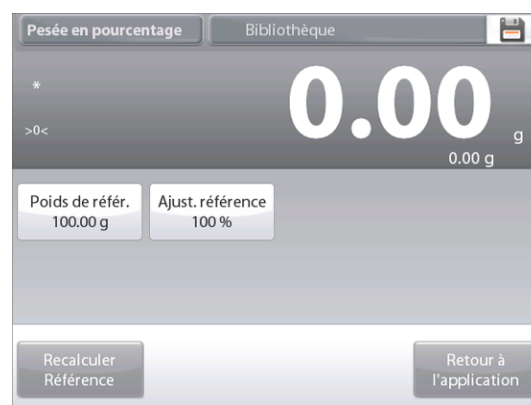 Pesée en pourcentage
Bibliothèque
*
0.00
>0<
g
0.00 g
Poids de référ.
100.00 g
Ajust. référence
100 %
Recalculer
Référence
Retour à
l'application